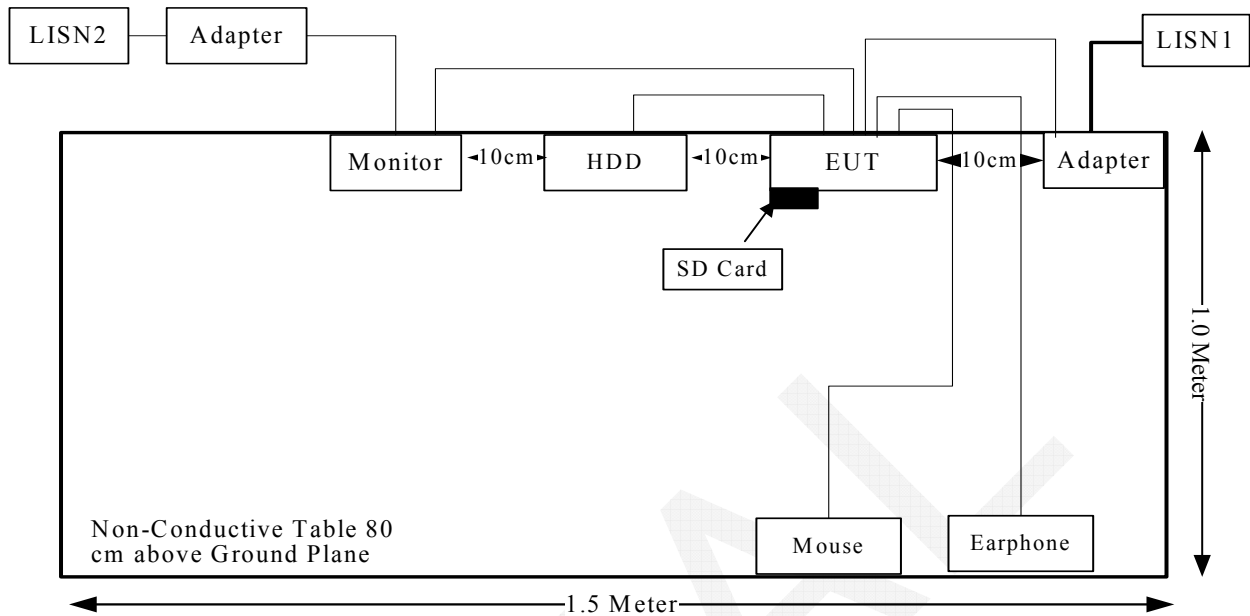 LISN2
Adapter
LISN1
Monitor
10cm
HDD
10cm
EUT
10cm
Adapter
SD Card
1.0 Meter
Non-Conductive Table 80
cm above Ground Plane
Mouse
Earphone
1.5 Meter